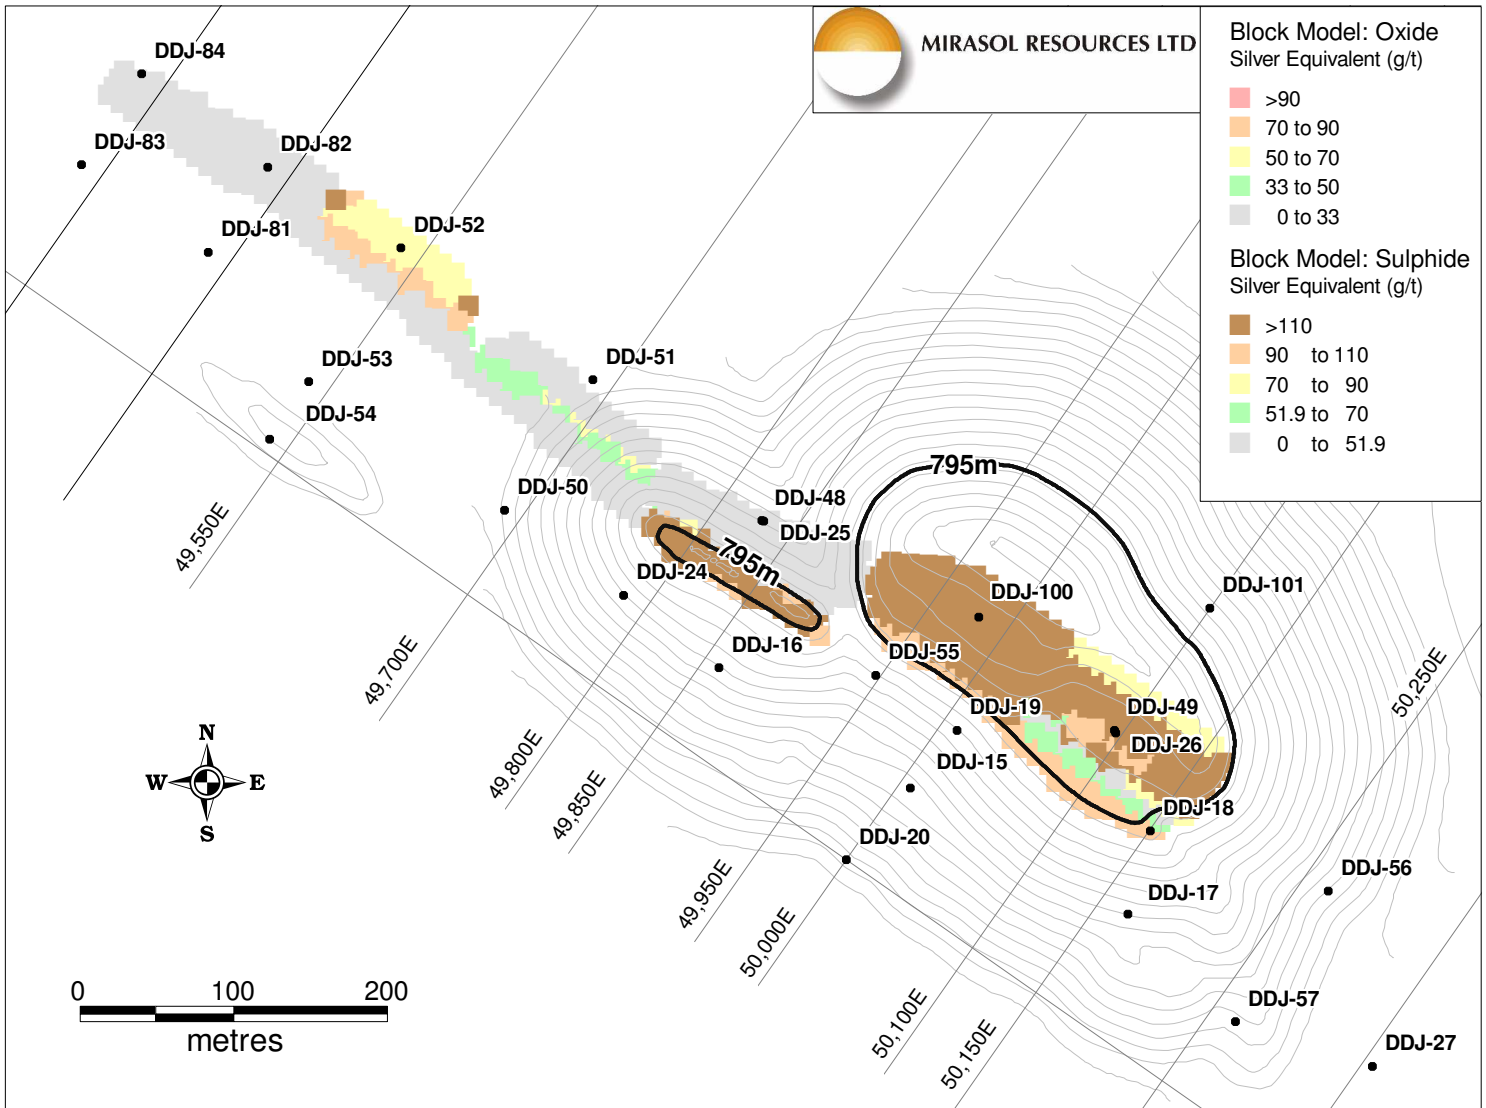 MIRASOL RESOURCES LTD
Block Model: Oxide
Silver Equivalent (g/t)
>90
70 to 90
50 to 70
33 to 50
0 to 33
Block Model: Sulphide
Silver Equivalent (g/t)
>110
90 to 110
70 to 90
51.9 to 70
0 to 51.9
DDJ-84
DDJ-83
DDJ-82
DDJ-81
DDJ-52
DDJ-53
DDJ-51
DDJ-54
795m
DDJ-50
DDJ-48
DDJ-25
49,550E
795m
DDJ-24
DDJ-100
DDJ-101
DDJ-16
DDJ-55
49,700E
50,250E
DDJ-19
DDJ-49
DDJ-26
DDJ-15
N
W
E
S
49,800E
49,850E
DDJ-18
DDJ-20
DDJ-56
DDJ-17
49,950E
50,000E
0 100 200
metres
DDJ-57
50,100E
50,150E
DDJ-27